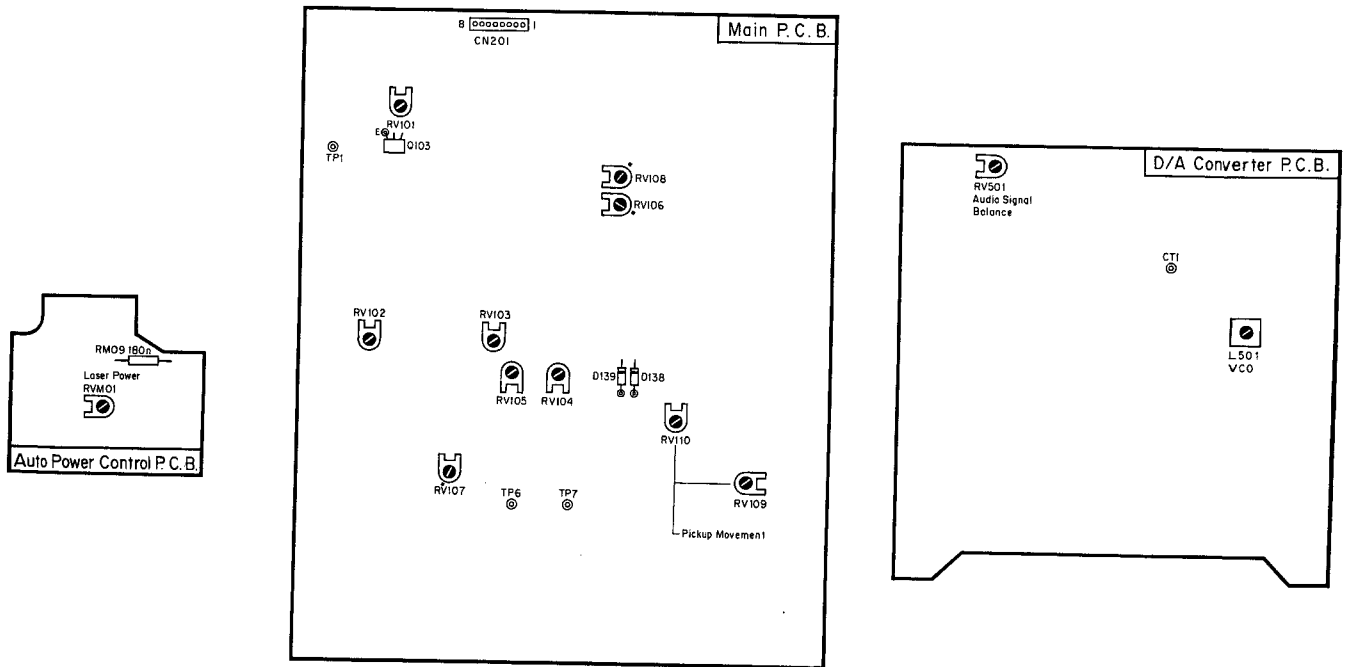 8 1
CN201
Main P.C.B.
RV101
E
Q103
TP1
RV108
RV106
RV102
RV103
RV105
RV104
D139
D138
RV110
RV107
TP6
TP7
RV109
Pickup Movement
RM09 180n
Laser Power
RVM01
Auto Power Control P.C.B.
D/A Converter P.C.B.
RV501
Audio Signal
Balance
CT1
L501
VCO